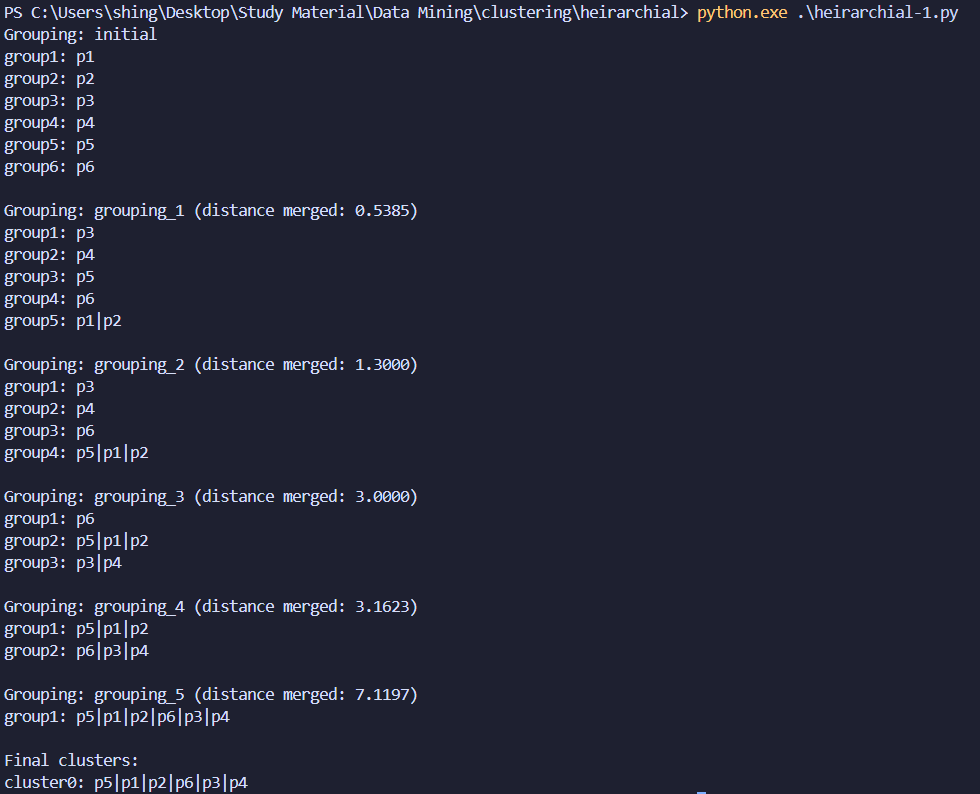 PS C:\Users\shing\Desktop\Study Material\Data Mining\clustering\heirarchial> python.exe .\heirarchial-1.py
Grouping: initial
group1: p1
group2: p2
group3: p3
group4: p4
group5: p5
group6: p6

Grouping: grouping_1 (distance merged: 0.5385)
group1: p3
group2: p4
group3: p5
group4: p6
group5: p1|p2

Grouping: grouping_2 (distance merged: 1.3000)
group1: p3
group2: p4
group3: p6
group4: p5|p1|p2

Grouping: grouping_3 (distance merged: 3.0000)
group1: p6
group2: p5|p1|p2
group3: p3|p4

Grouping: grouping_4 (distance merged: 3.1623)
group1: p5|p1|p2
group2: p6|p3|p4

Grouping: grouping_5 (distance merged: 7.1197)
group1: p5|p1|p2|p6|p3|p4

Final clusters:
cluster0: p5|p1|p2|p6|p3|p4